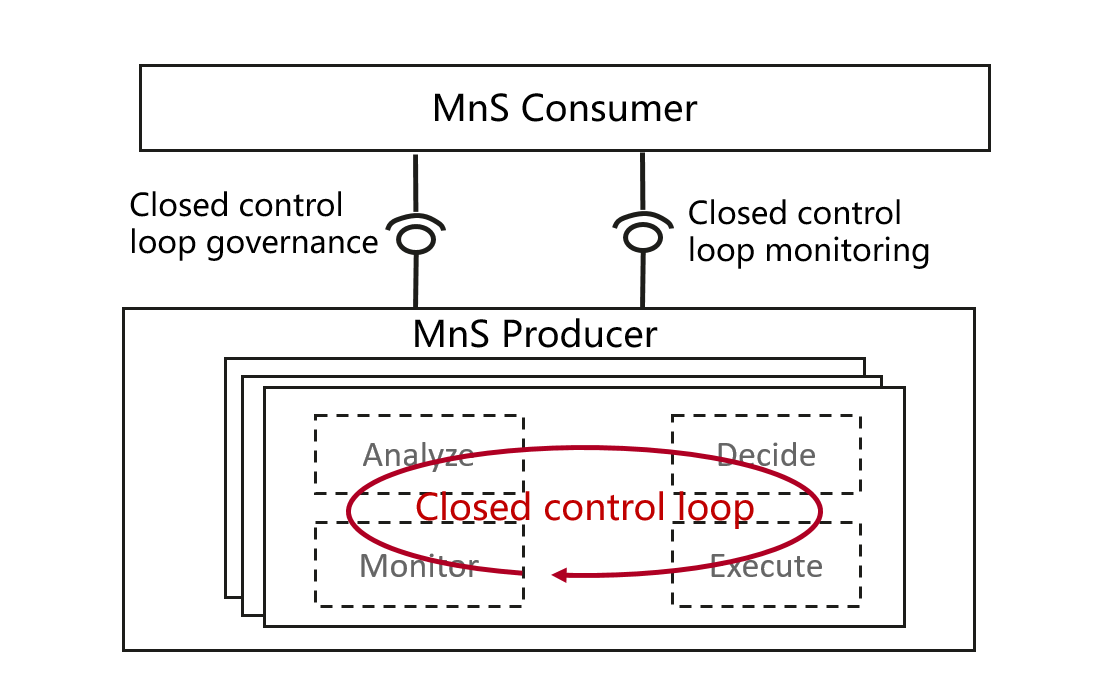 MnS Consumer
Closed control
loop governance
Closed control
loop monitoring
MnS Producer
Analyze
Decide
Closed control loop
Monitor
Execute